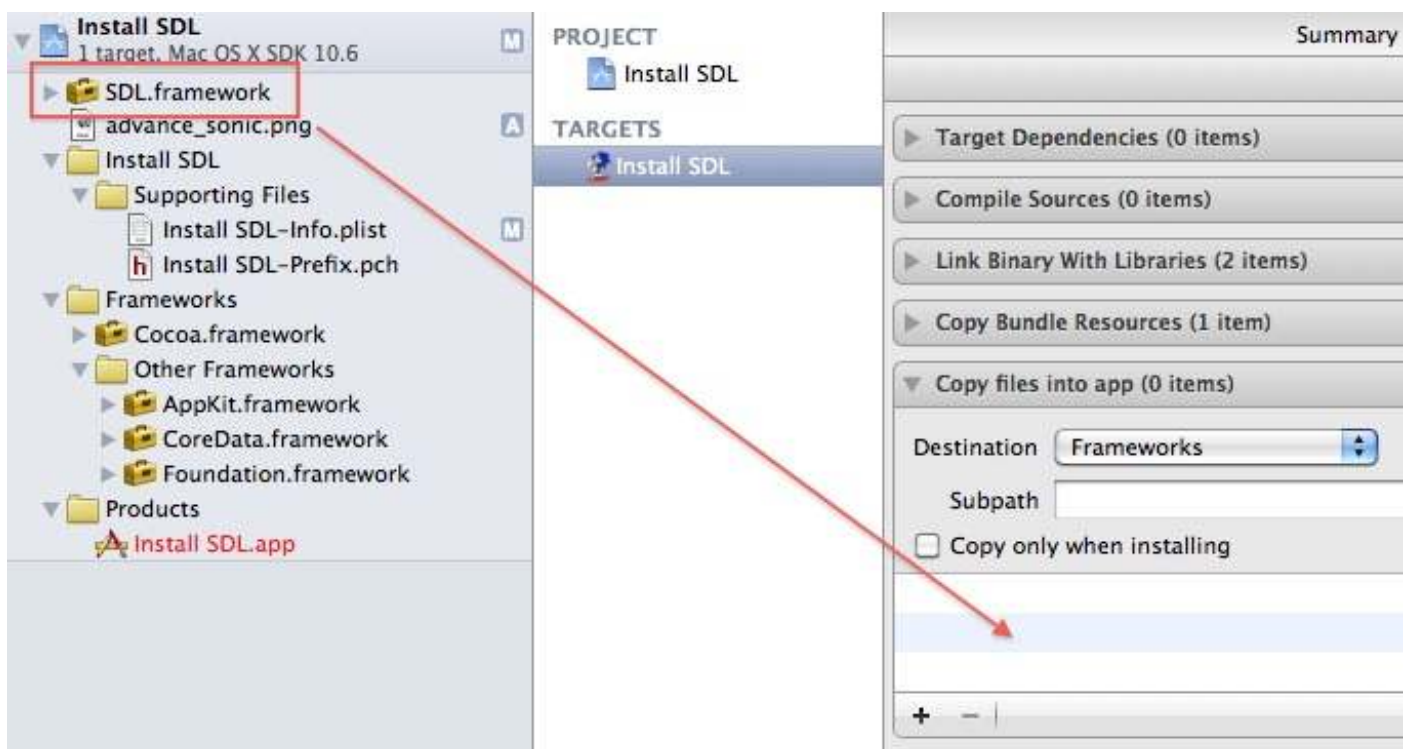 Install SDL
1 target, Mac OS X SDK 10.6
M
SDL.framework
advance_sonic.png
A
Install SDL
Supporting Files
Install SDL-Info.plist
M
h Install SDL-Prefix.pch
Frameworks
Cocoa.framework
Other Frameworks
AppKit.framework
CoreData.framework
Foundation.framework
Products
Install SDL.app
PROJECT
Install SDL
TARGETS
Install SDL
Summary
Target Dependencies (0 items)
Compile Sources (0 items)
Link Binary With Libraries (2 items)
Copy Bundle Resources (1 item)
Copy files into app (0 items)
Destination Frameworks
Subpath
Copy only when installing
+ −